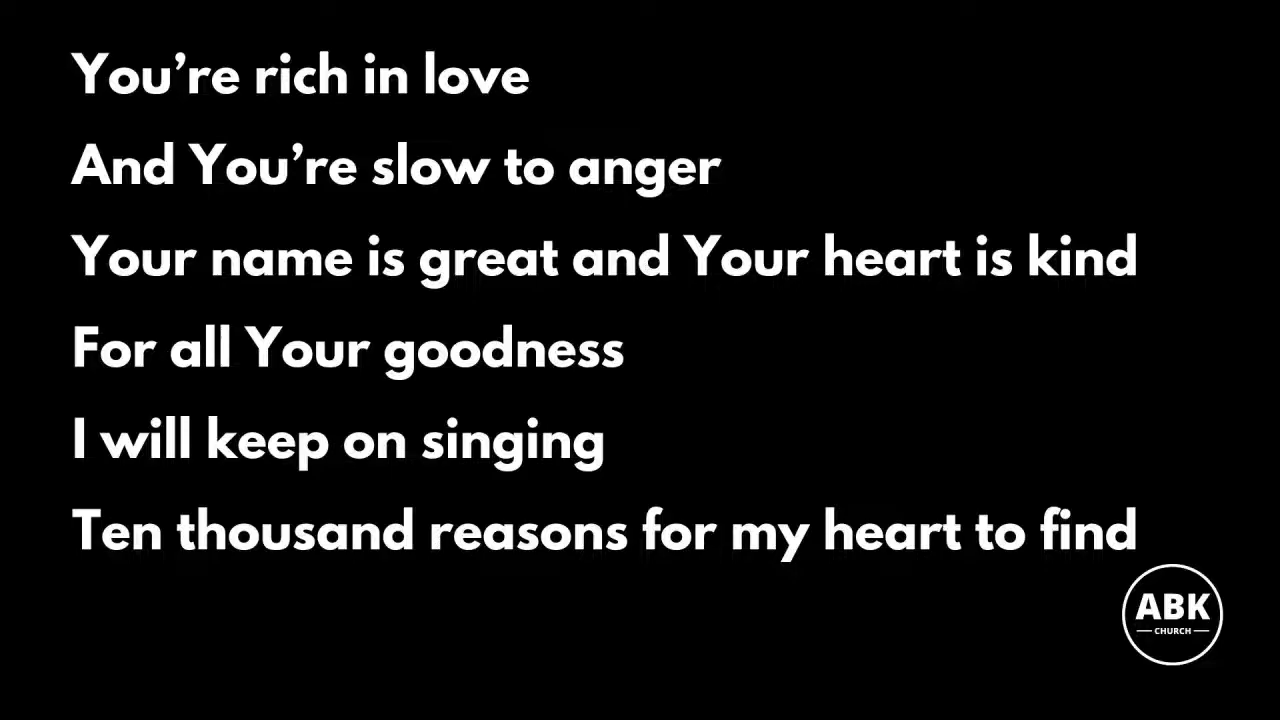 You’re rich in love
And You’re slow to anger
Your name is great and Your heart is kind
For all Your goodness
I will keep on singing
Ten thousand reasons for my heart to find
ABK
CHURCH